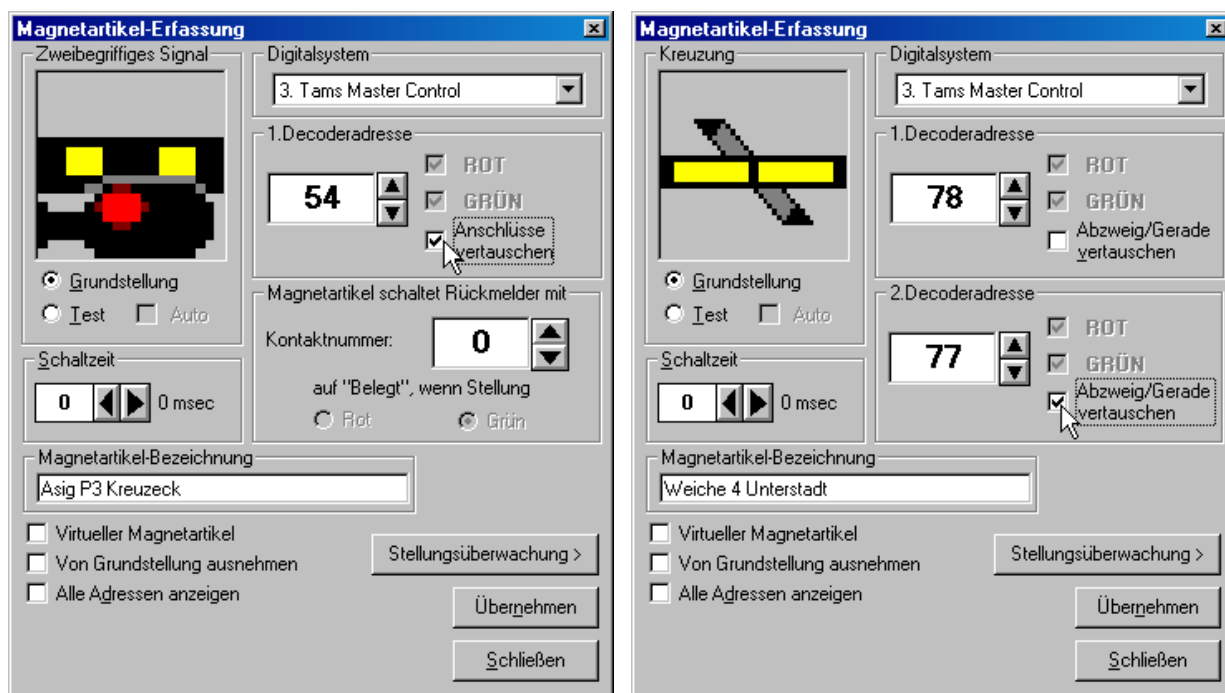 Magnetartikel-Erfassung
Zweibegriffiges Signal
Grundstellung
Test
Auto
Schaltzeit
0
0 msec
Digitalsystem
3. Tams Master Control
1.Decoderadresse
54
ROT
GRÜN
Anschlüsse
vertauschen
Magnetartikel schaltet Rückmelder mit
Kontaktnummer:
0
auf "Belegt", wenn Stellung
Rot
Grün
Magnetartikel-Bezeichnung
Asig P3 Kreuzeck
Virtueller Magnetartikel
Von Grundstellung ausnehmen
Alle Adressen anzeigen
Stellungsüberwachung >
Übernehmen
Schließen
Magnetartikel-Erfassung
Kreuzung
Grundstellung
Test
Auto
Schaltzeit
0
0 msec
Digitalsystem
3. Tams Master Control
1.Decoderadresse
78
ROT
GRÜN
Abzweig/Gerade
vertauschen
2.Decoderadresse
77
ROT
GRÜN
Abzweig/Gerade
vertauschen
Magnetartikel-Bezeichnung
Weiche 4 Unterstadt
Virtueller Magnetartikel
Von Grundstellung ausnehmen
Alle Adressen anzeigen
Stellungsüberwachung >
Übernehmen
Schließen